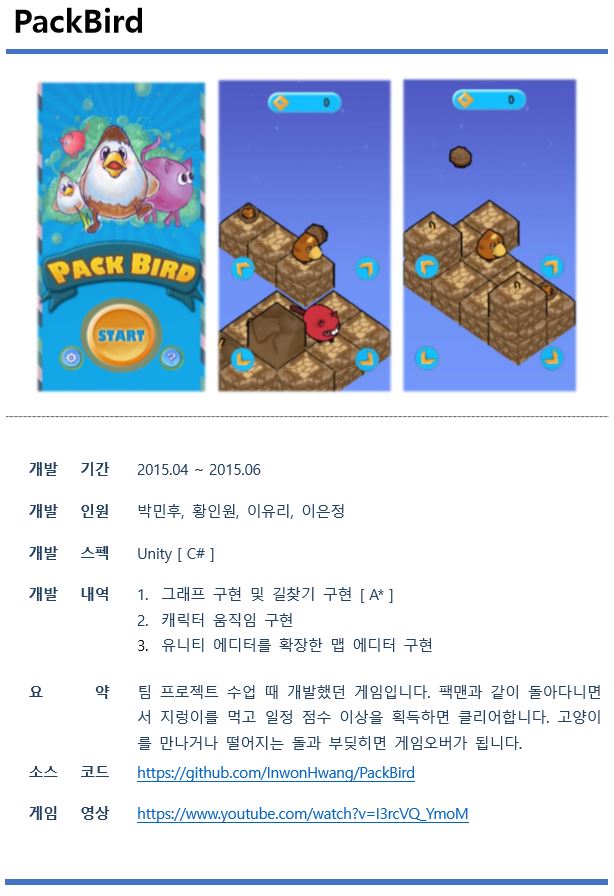 PackBird
0
0
PACK BIRD
START
?
개발 기간 2015.04 ~ 2015.06
개발 인원 박민후, 황인원, 이유리, 이은정
개발 스펙 Unity [ C# ]
개발 내역 1. 그래프 구현 및 길찾기 구현 [ A* ]
2. 캐릭터 움직임 구현
3. 유니티 에디터를 확장한 맵 에디터 구현
요 약 팀 프로젝트 수업 때 개발했던 게임입니다. 팩맨과 같이 돌아다니면
서 지렁이를 먹고 일정 점수 이상을 획득하면 클리어합니다. 고양이
를 만나거나 떨어지는 돌과 부딪히면 게임오버가 됩니다.
소스 코드 https://github.com/InwonHwang/PackBird
게임 영상 https://www.youtube.com/watch?v=I3rcVQ_YmoM